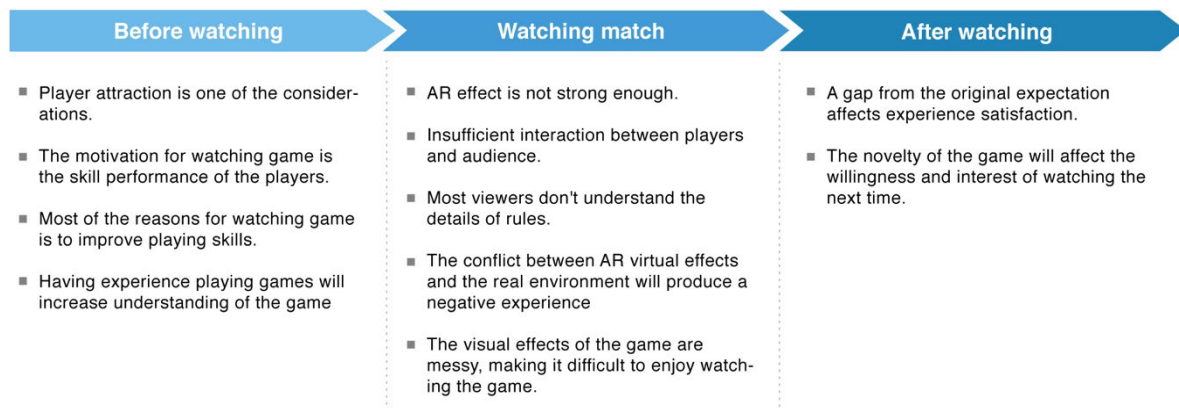 Before watching
Player attraction is one of the consider-
ations.
The motivation for watching game is
the skill performance of the players.
Most of the reasons for watching game
is to improve playing skills.
Having experience playing games will
increase understanding of the game
Watching match
AR effect is not strong enough.
Insufficient interaction between players
and audience.
Most viewers don't understand the
details of rules.
The conflict between AR virtual effects
and the real environment will produce a
negative experience
The visual effects of the game are
messy, making it difficult to enjoy watch-
ing the game.
After watching
A gap from the original expectation
affects experience satisfaction.
The novelty of the game will affect the
willingness and interest of watching the
next time.